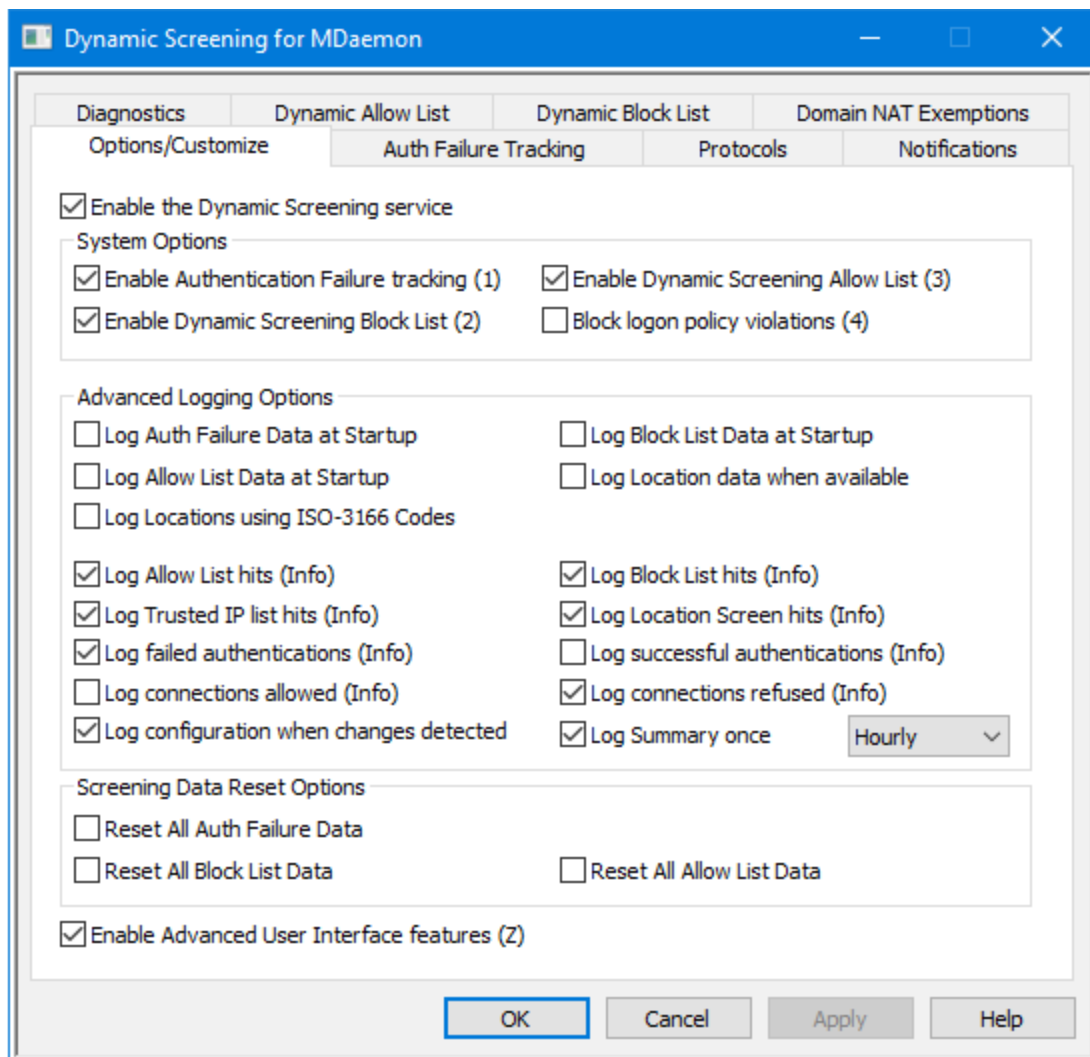 Dynamic Screening for MDaemon
Diagnostics Dynamic Allow List Dynamic Block List Domain NAT Exemptions
Options/Customize Auth Failure Tracking Protocols Notifications
Enable the Dynamic Screening service
System Options
Enable Authentication Failure tracking (1) Enable Dynamic Screening Allow List (3)
Enable Dynamic Screening Block List (2) Block logon policy violations (4)
Advanced Logging Options
Log Auth Failure Data at Startup Log Block List Data at Startup
Log Allow List Data at Startup Log Location data when available
Log Locations using ISO-3166 Codes
Log Allow List hits (Info) Log Block List hits (Info)
Log Trusted IP list hits (Info) Log Location Screen hits (Info)
Log failed authentications (Info) Log successful authentications (Info)
Log connections allowed (Info) Log connections refused (Info)
Log configuration when changes detected Log Summary once Hourly
Screening Data Reset Options
Reset All Auth Failure Data
Reset All Block List Data Reset All Allow List Data
Enable Advanced User Interface features (Z)
OK Cancel Apply Help